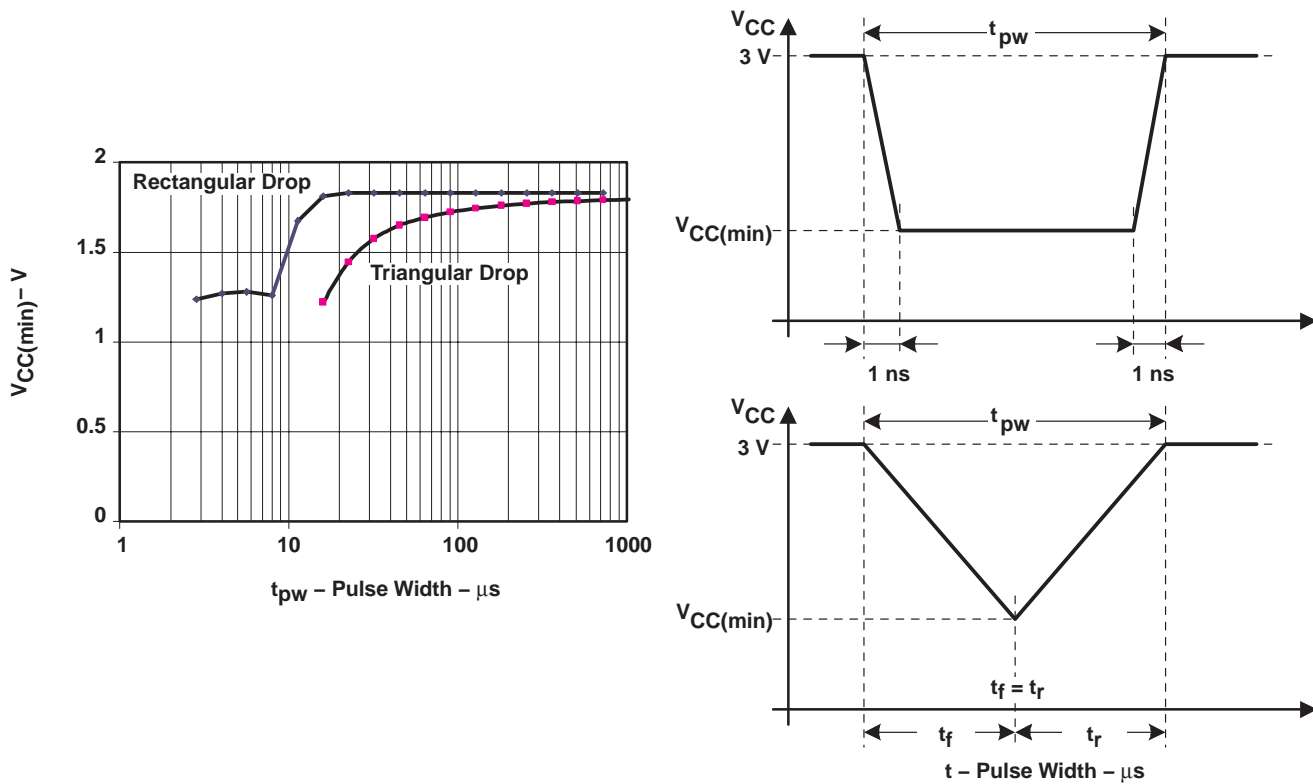 2
1.5
1
0.5
0
VCC(min) – V
Rectangular Drop
Triangular Drop
1
10
100
1000
tpw – Pulse Width – μs
VCC
3 V
tpw
VCC(min)
1 ns
1 ns
VCC
3 V
tpw
VCC(min)
tf = tr
tf
tr
t – Pulse Width – μs